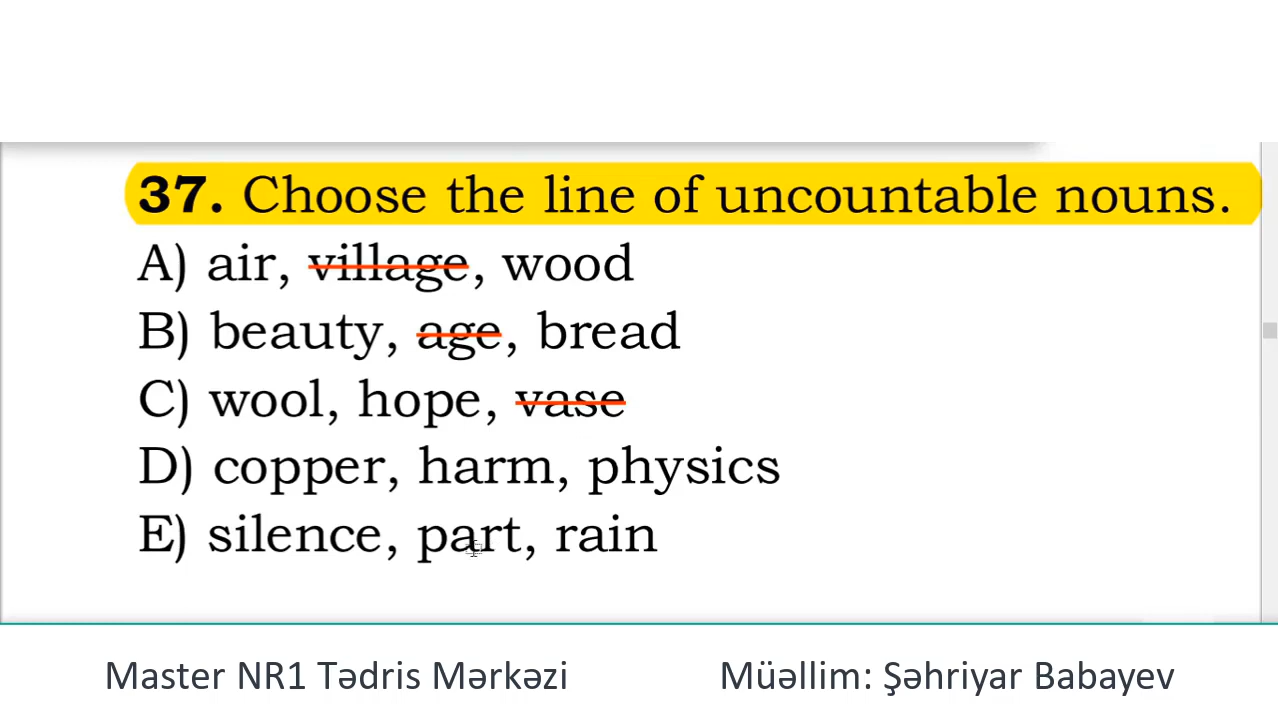 37. Choose the line of uncountable nouns.
A) air, village, wood
B) beauty, age, bread
C) wool, hope, vase
D) copper, harm, physics
E) silence, part, rain
Master NR1 Tədris Mərkəzi Müəllim: Şəhriyar Babayev